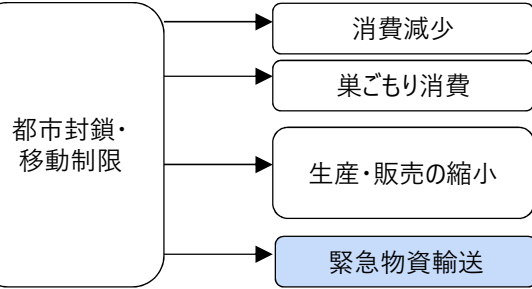 都市封鎖・
移動制限
消費減少
巣ごもり消費
生産・販売の縮小
緊急物資輸送